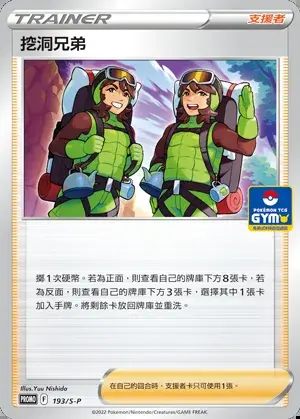 TRAINER
支援者
挖洞兄弟
POKÉMON TCG
GYM
擲1次硬幣。若為正面，則查看自己的牌庫下方8張卡，若
為反面，則查看自己的牌庫下方3張卡，選擇其中1張卡
加入手牌。將剩餘卡放回牌庫並重洗。
Illus.Yuu Nishida
PROMO F 193/S-P
在自己的回合時，支援者卡只可使用1張。
©2022 Pokémon/Nintendo/Creatures/GAME FREAK.